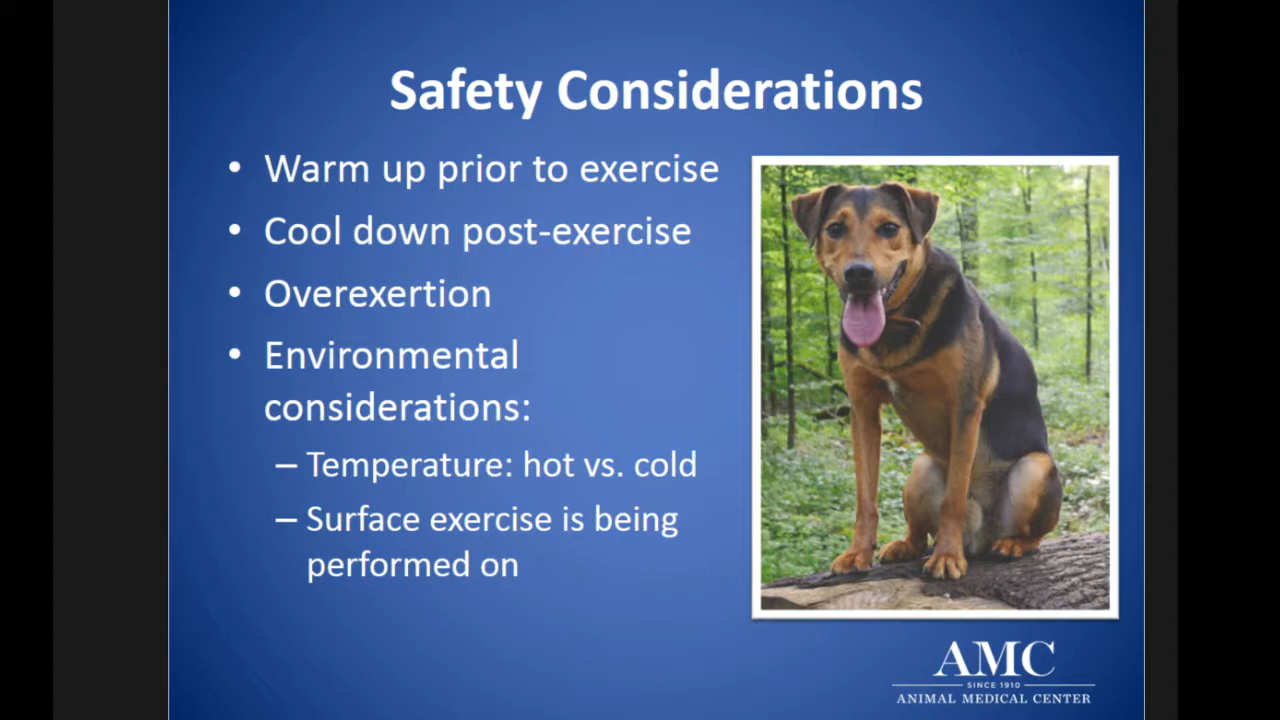 Safety Considerations
• Warm up prior to exercise
• Cool down post-exercise
• Overexertion
• Environmental
considerations:
– Temperature: hot vs. cold
– Surface exercise is being
performed on
AMC
SINCE 1910
ANIMAL MEDICAL CENTER